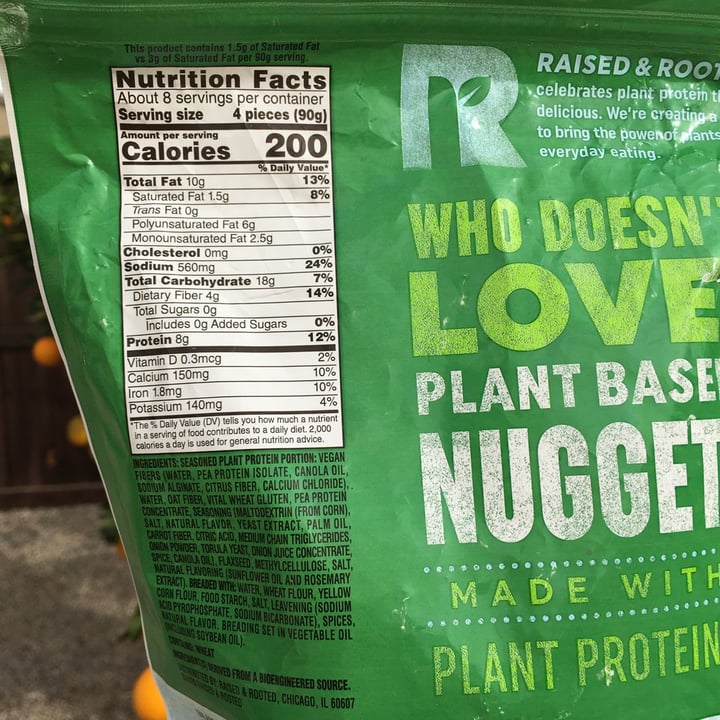 This product contains 1.5g of Saturated Fat
vs 3g of Saturated Fat per 90g serving.
Nutrition Facts
About 8 servings per container
Serving size 4 pieces (90g)
Amount per serving
Calories 200
% Daily Value*
Total Fat 10g 13%
Saturated Fat 1.5g 8%
Trans Fat 0g
Polyunsaturated Fat 6g
Monounsaturated Fat 2.5g
Cholesterol 0mg 0%
Sodium 560mg 24%
Total Carbohydrate 18g 7%
Dietary Fiber 4g 14%
Total Sugars 0g
Includes 0g Added Sugars 0%
Protein 8g 12%
Vitamin D 0.3mcg 2%
Calcium 150mg 10%
Iron 1.8mg 10%
Potassium 140mg 4%
*The % Daily Value (DV) tells you how much a nutrient
in a serving of food contributes to a daily diet. 2,000
calories a day is used for general nutrition advice.
INGREDIENTS: SEASONED PLANT PROTEIN PORTION: VEGAN
FIBERS (WATER, PEA PROTEIN ISOLATE, CANOLA OIL,
SODIUM ALGINATE, CITRUS FIBER, CALCIUM CHLORIDE),
WATER, OAT FIBER, VITAL WHEAT GLUTEN, PEA PROTEIN
CONCENTRATE, SEASONING (MALTODEXTRIN (FROM CORN),
SALT, NATURAL FLAVOR, YEAST EXTRACT, PALM OIL,
CARROT FIBER, CITRIC ACID, MEDIUM CHAIN TRIGLYCERIDES,
ONION POWDER, TORULA YEAST, ONION JUICE CONCENTRATE,
SPICE, CANOLA OIL), FLAXSEED, METHYLCELLULOSE, SALT,
NATURAL FLAVORING (SUNFLOWER OIL AND ROSEMARY
EXTRACT). BREADED WITH: WATER, WHEAT FLOUR, YELLOW
CORN FLOUR, FOOD STARCH, SALT, LEAVENING (SODIUM
ACID PYROPHOSPHATE, SODIUM BICARBONATE), SPICES,
NATURAL FLAVOR. BREADING SET IN VEGETABLE OIL
(INCLUDING SOYBEAN OIL).
CONTAINS: WHEAT
INGREDIENT(S) DERIVED FROM A BIOENGINEERED SOURCE.
DISTRIBUTED BY: RAISED & ROOTED, CHICAGO, IL 60607
RAISED & ROOTED
R
RAISED & ROOT
celebrates plant protein
delicious. We're creating a
to bring the power of plants
everyday eating.
WHO DOESN'
LOVE
PLANT BASE
NUGGET
MADE WITH
PLANT PROTEIN